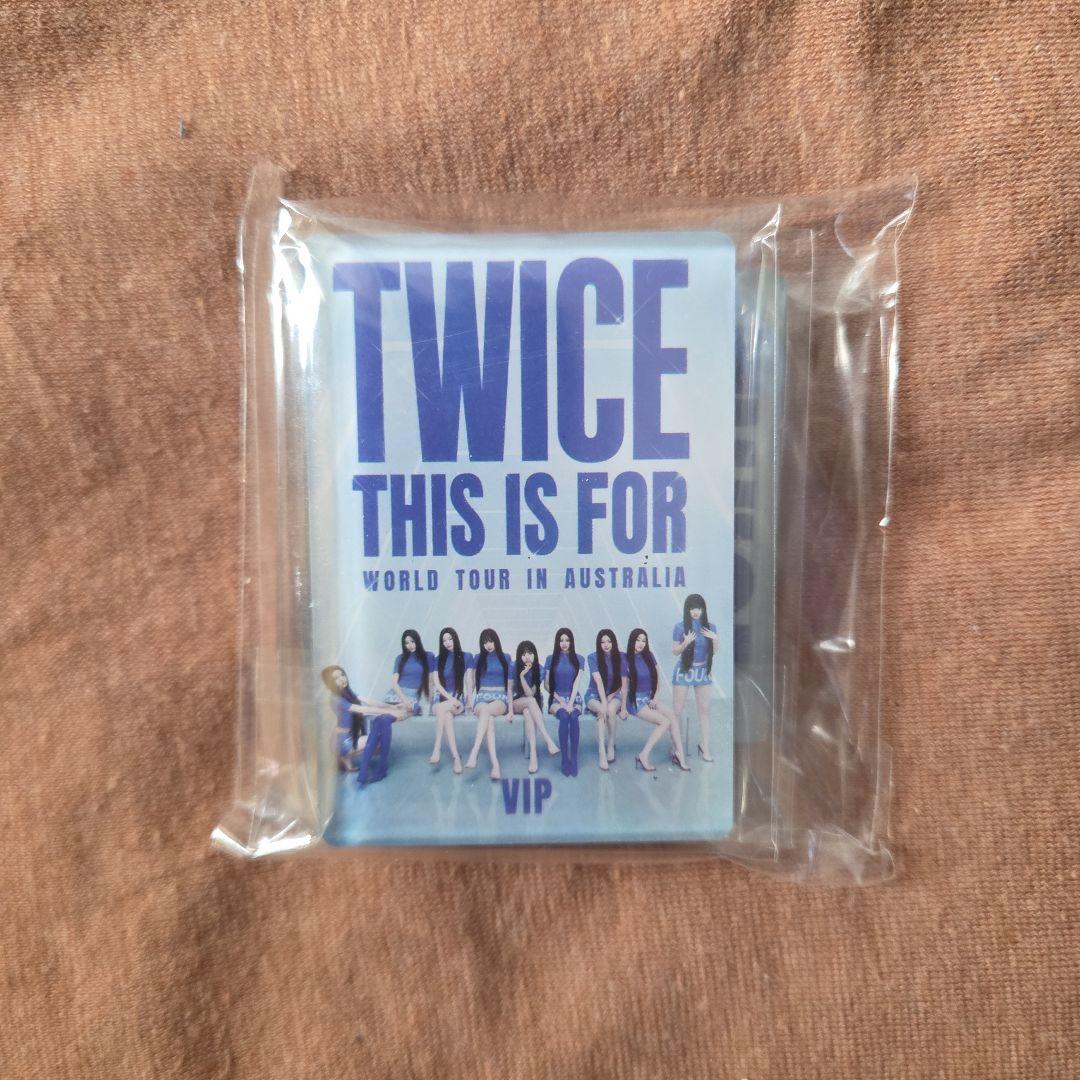 TWICE
THIS IS FOR
WORLD TOUR IN AUSTRALIA
VIP